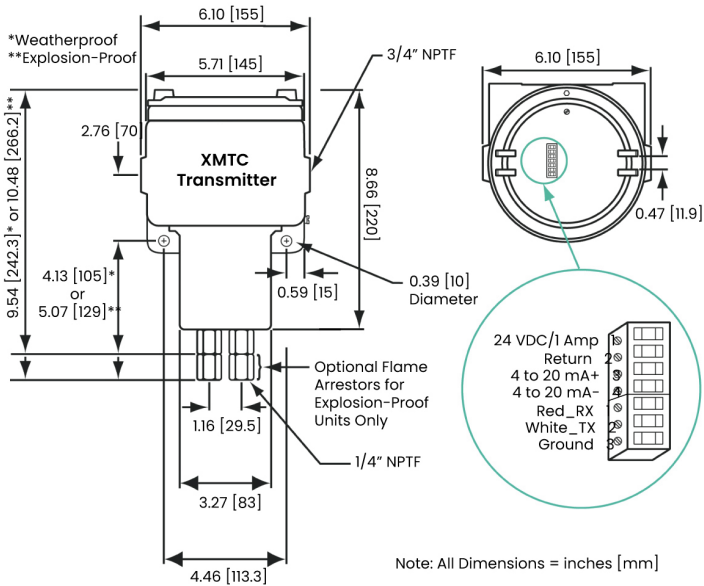 6.10 [155]
*Weatherproof
**Explosion-Proof
5.71 [145]
3/4” NPTF
2.76 [70
XMTC
Transmitter
9.54 [242.3]* or 10.48 [266.2]**
8.66 [220]
4.13 [105]*
or
5.07 [129]**
0.59 [15]
0.39 [10]
Diameter
Optional Flame
Arrestors for
Explosion-Proof
Units Only
1.16 [29.5]
1/4” NPTF
3.27 [83]
4.46 [113.3]
6.10 [155]
0.47 [11.9]
24 VDC/1 Amp 1
Return 2
4 to 20 mA+ 3
4 to 20 mA- 4
Red_RX 1
White_TX 2
Ground 3
Note: All Dimensions = inches [mm]